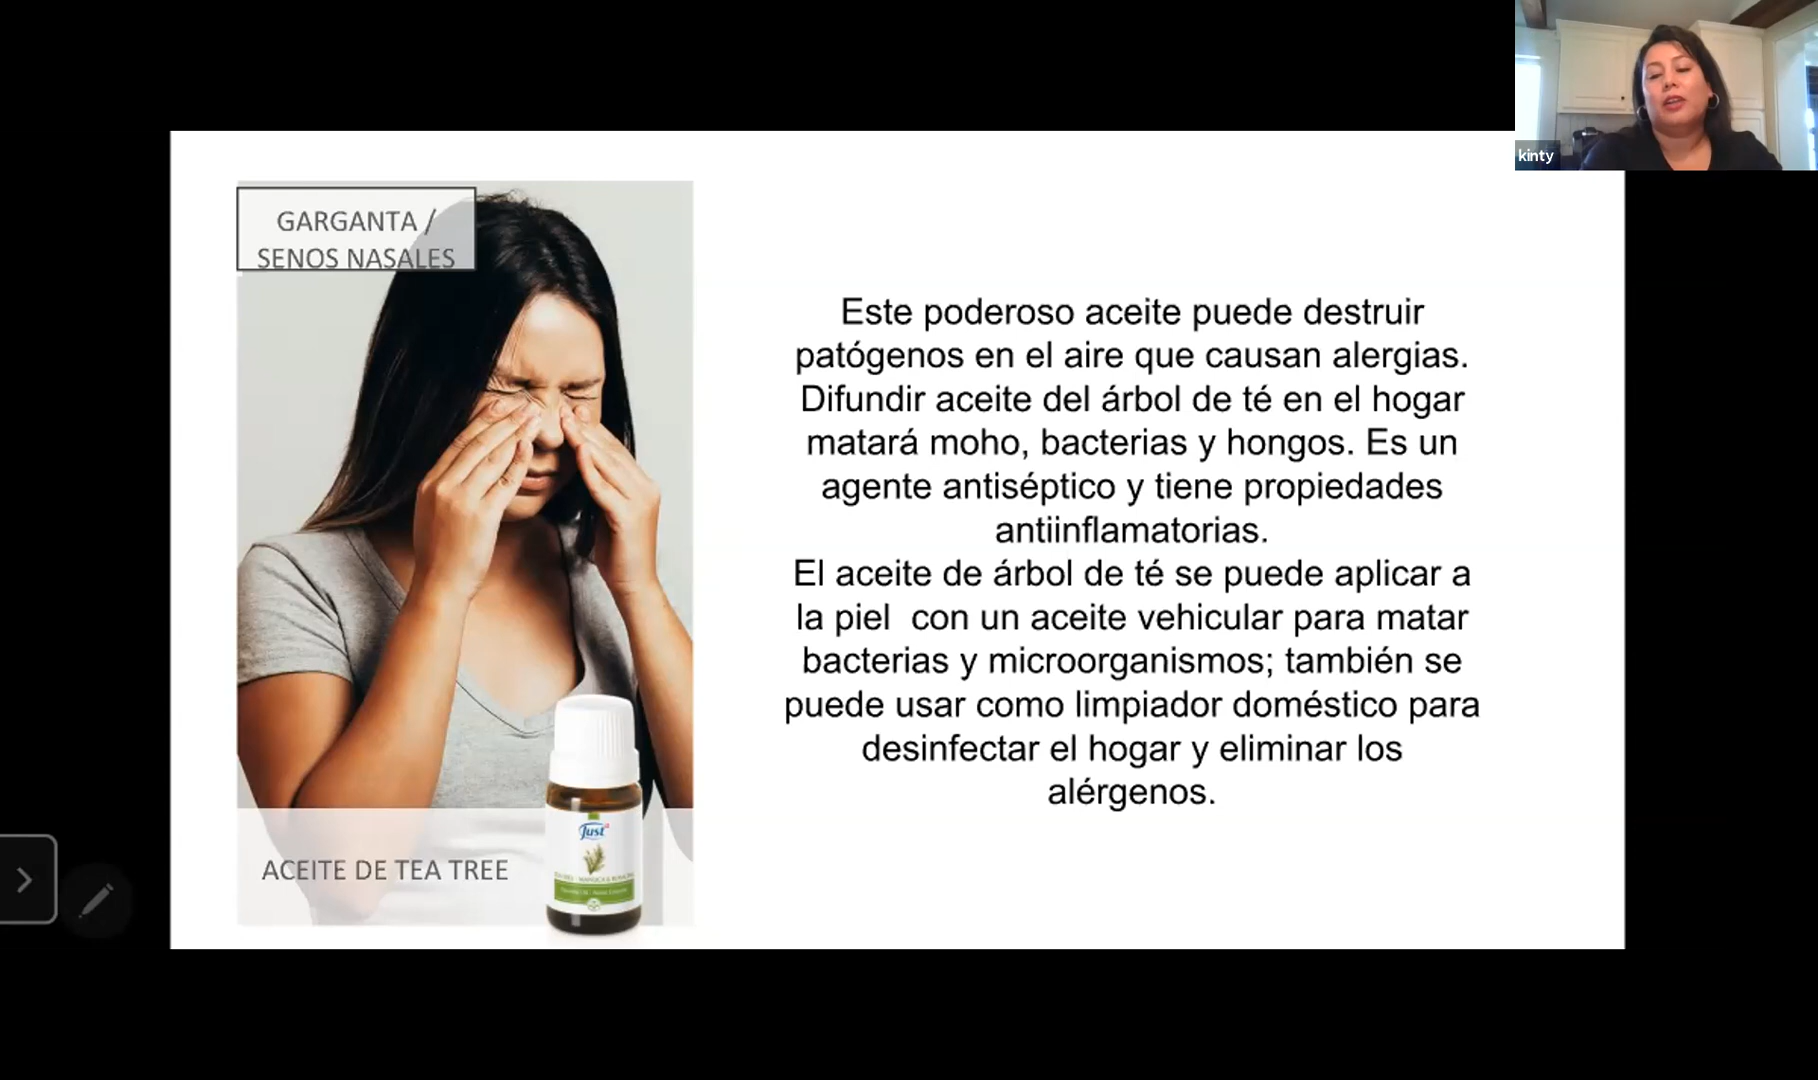 kinty
GARGANTA /
SENOS NASALES
Este poderoso aceite puede destruir
patógenos en el aire que causan alergias.
Difundir aceite del árbol de té en el hogar
matará moho, bacterias y hongos. Es un
agente antiséptico y tiene propiedades
antiinflamatorias.
El aceite de árbol de té se puede aplicar a
la piel  con un aceite vehicular para matar
bacterias y microorganismos; también se
puede usar como limpiador doméstico para
desinfectar el hogar y eliminar los
alérgenos.
Just
ACEITE DE TEA TREE